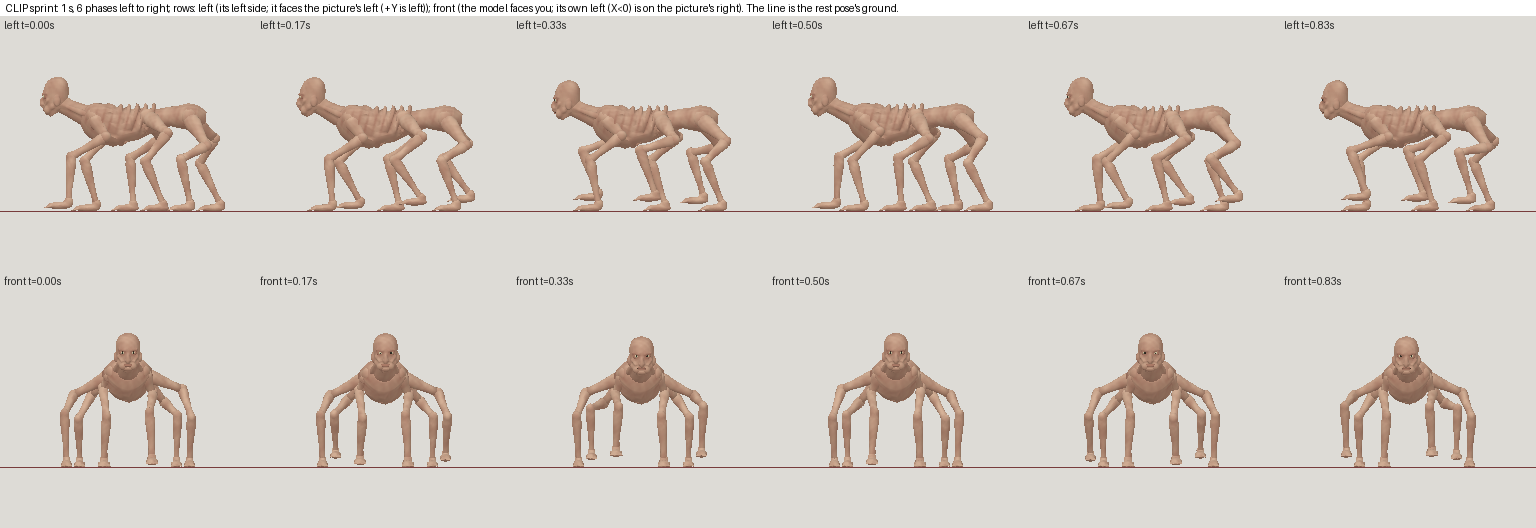 CLIP sprint: 1 s, 6 phases left to right; rows: left (its left side; it faces the picture's left (+Y is left)); front (the model faces you; its own left (X<0) is on the picture's right). The line is the rest pose's ground.
left t=0.00s left t=0.17s left t=0.33s left t=0.50s left t=0.67s left t=0.83s
front t=0.00s front t=0.17s front t=0.33s front t=0.50s front t=0.67s front t=0.83s